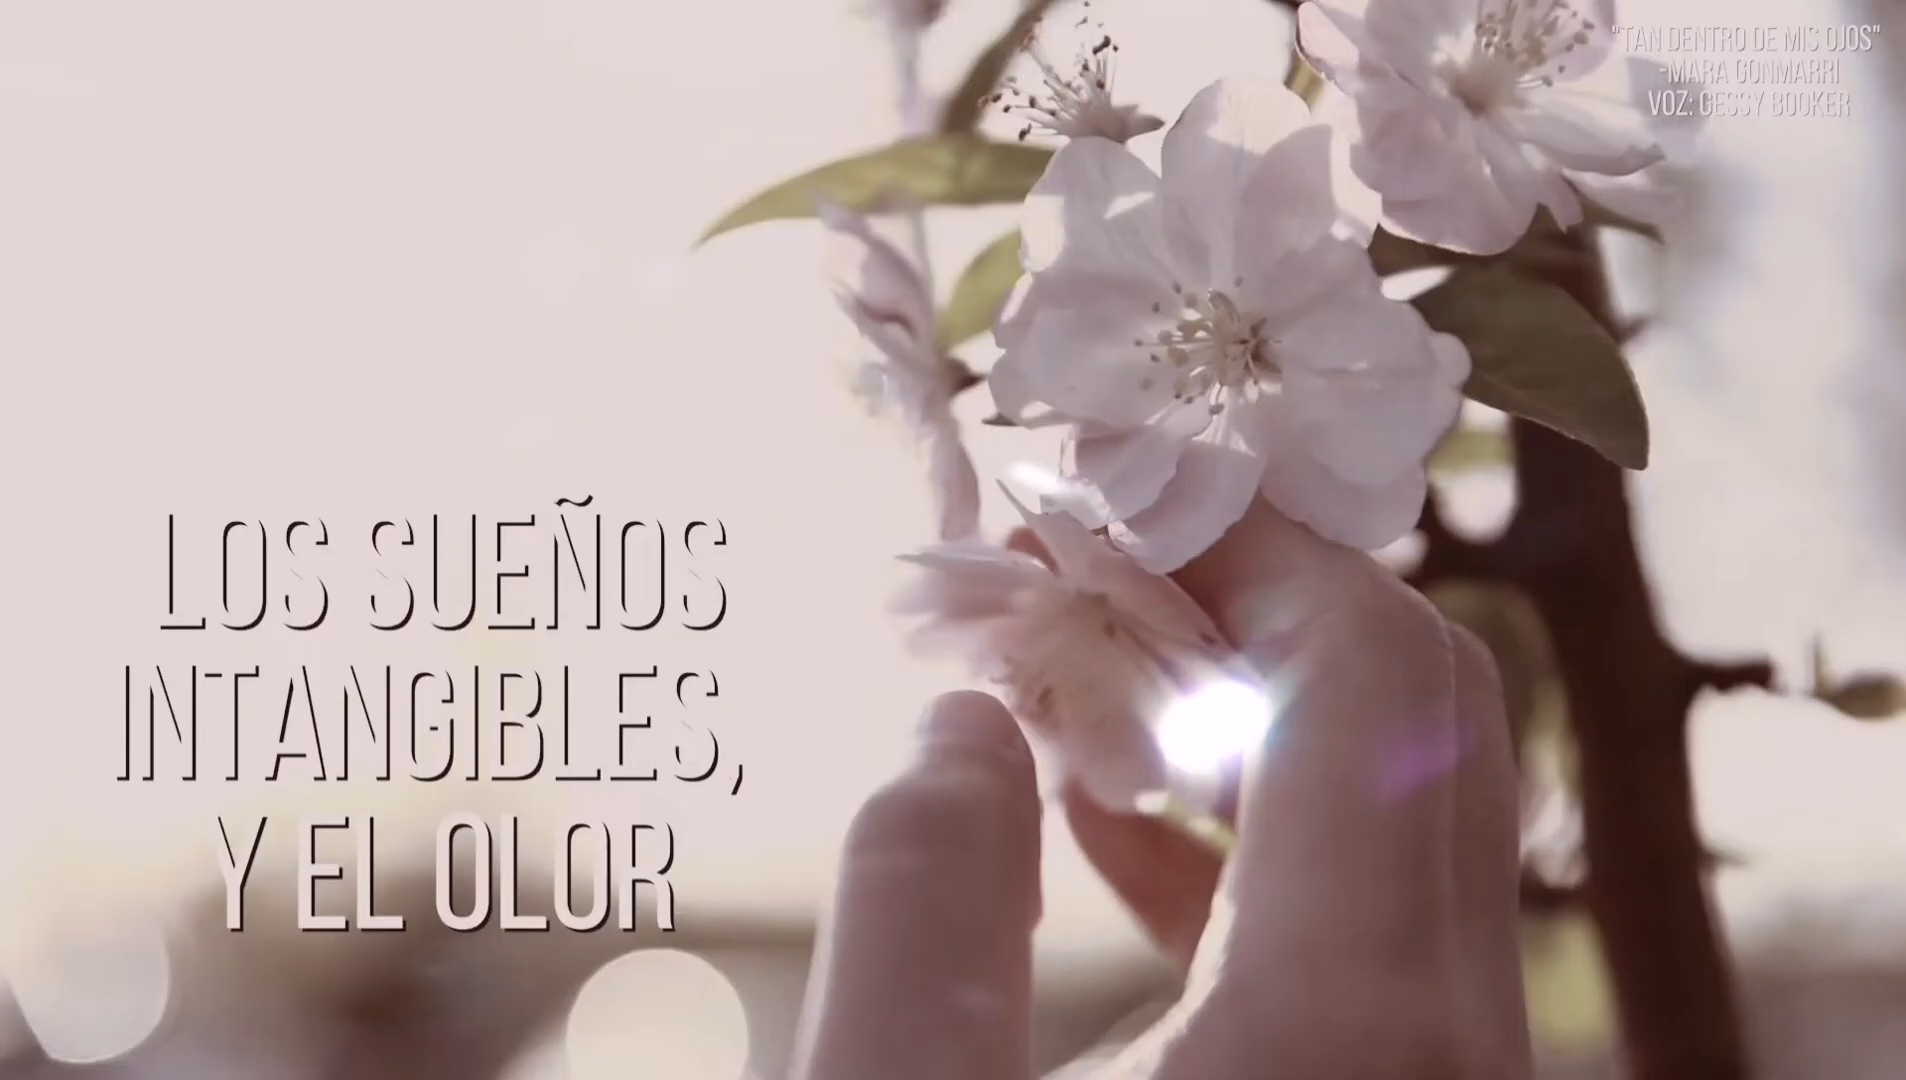 "TAN DENTRO DE MIS OJOS"
-MARA GONMARRI
VOZ: GESSY BOOKER
LOS SUEÑOS
INTANGIBLES,
Y EL OLOR